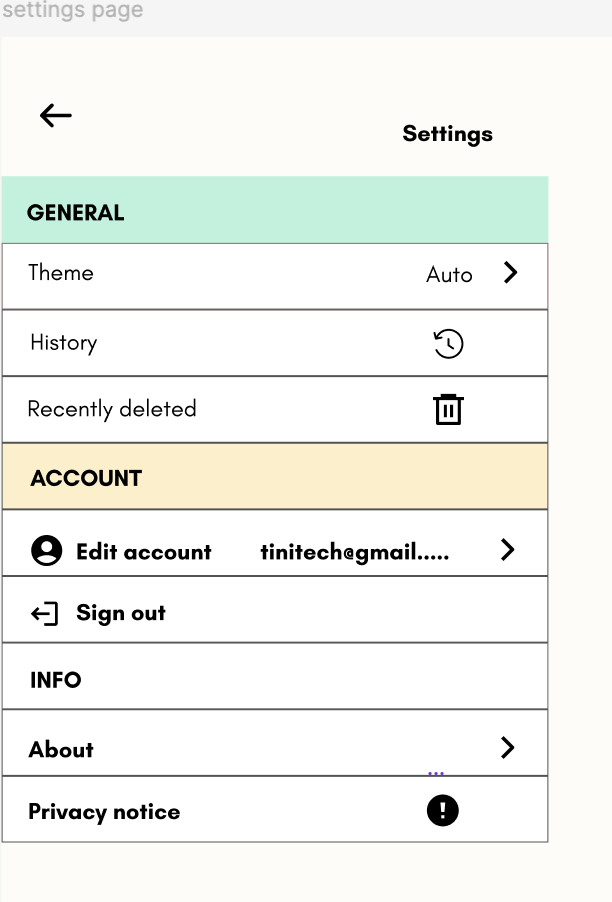 settings page
Settings
GENERAL
Theme Auto
History
Recently deleted
ACCOUNT
Edit account tinitech@gmail.....
Sign out
INFO
About
...
Privacy notice